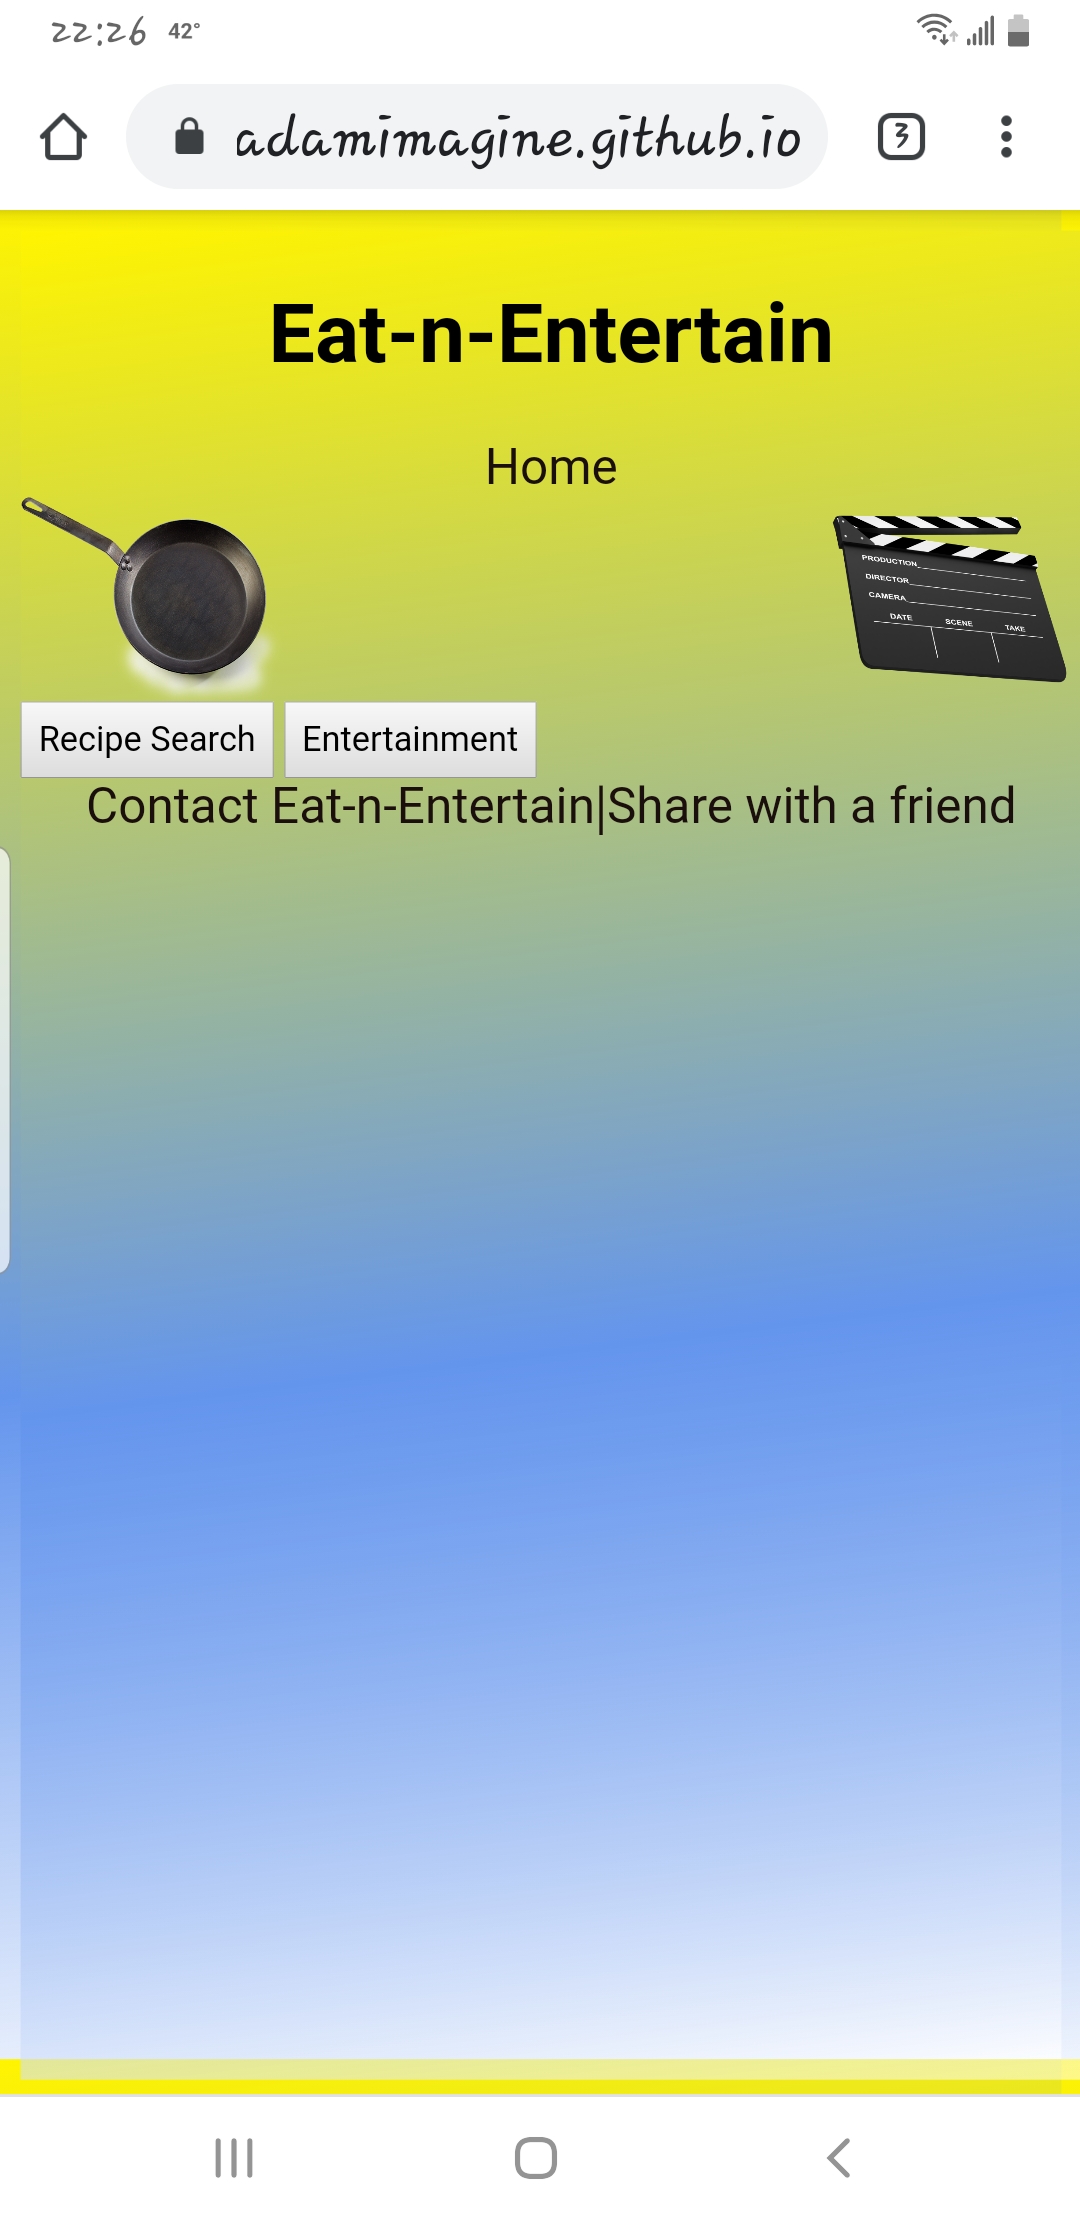 22:26 42°
adamimagine.github.io 3
Eat-n-Entertain
Home
PRODUCTION
DIRECTOR
CAMERA
DATE SCENE TAKE
Recipe Search Entertainment
Contact Eat-n-Entertain|Share with a friend